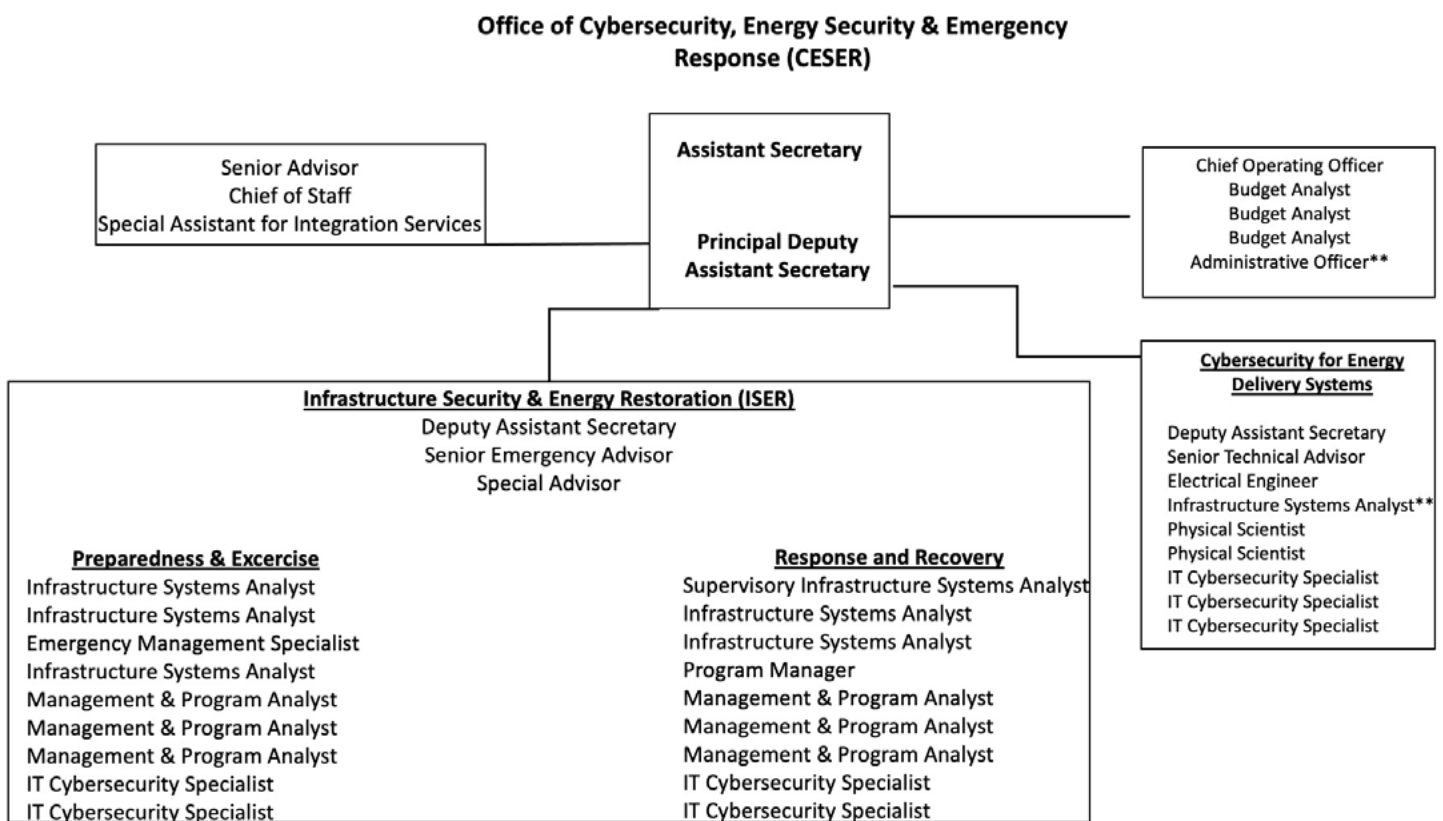 Office of Cybersecurity, Energy Security & Emergency
Response (CESER)
Senior Advisor
Chief of Staff
Special Assistant for Integration Services
Assistant Secretary
Principal Deputy
Assistant Secretary
Chief Operating Officer
Budget Analyst
Budget Analyst
Budget Analyst
Administrative Officer**
Infrastructure Security & Energy Restoration (ISER)
Deputy Assistant Secretary
Senior Emergency Advisor
Special Advisor
Preparedness & Excercise
Infrastructure Systems Analyst
Infrastructure Systems Analyst
Emergency Management Specialist
Infrastructure Systems Analyst
Management & Program Analyst
Management & Program Analyst
Management & Program Analyst
IT Cybersecurity Specialist
IT Cybersecurity Specialist
Response and Recovery
Supervisory Infrastructure Systems Analyst
Infrastructure Systems Analyst
Infrastructure Systems Analyst
Program Manager
Management & Program Analyst
Management & Program Analyst
Management & Program Analyst
IT Cybersecurity Specialist
IT Cybersecurity Specialist
Cybersecurity for Energy
Delivery Systems
Deputy Assistant Secretary
Senior Technical Advisor
Electrical Engineer
Infrastructure Systems Analyst**
Physical Scientist
Physical Scientist
IT Cybersecurity Specialist
IT Cybersecurity Specialist
IT Cybersecurity Specialist